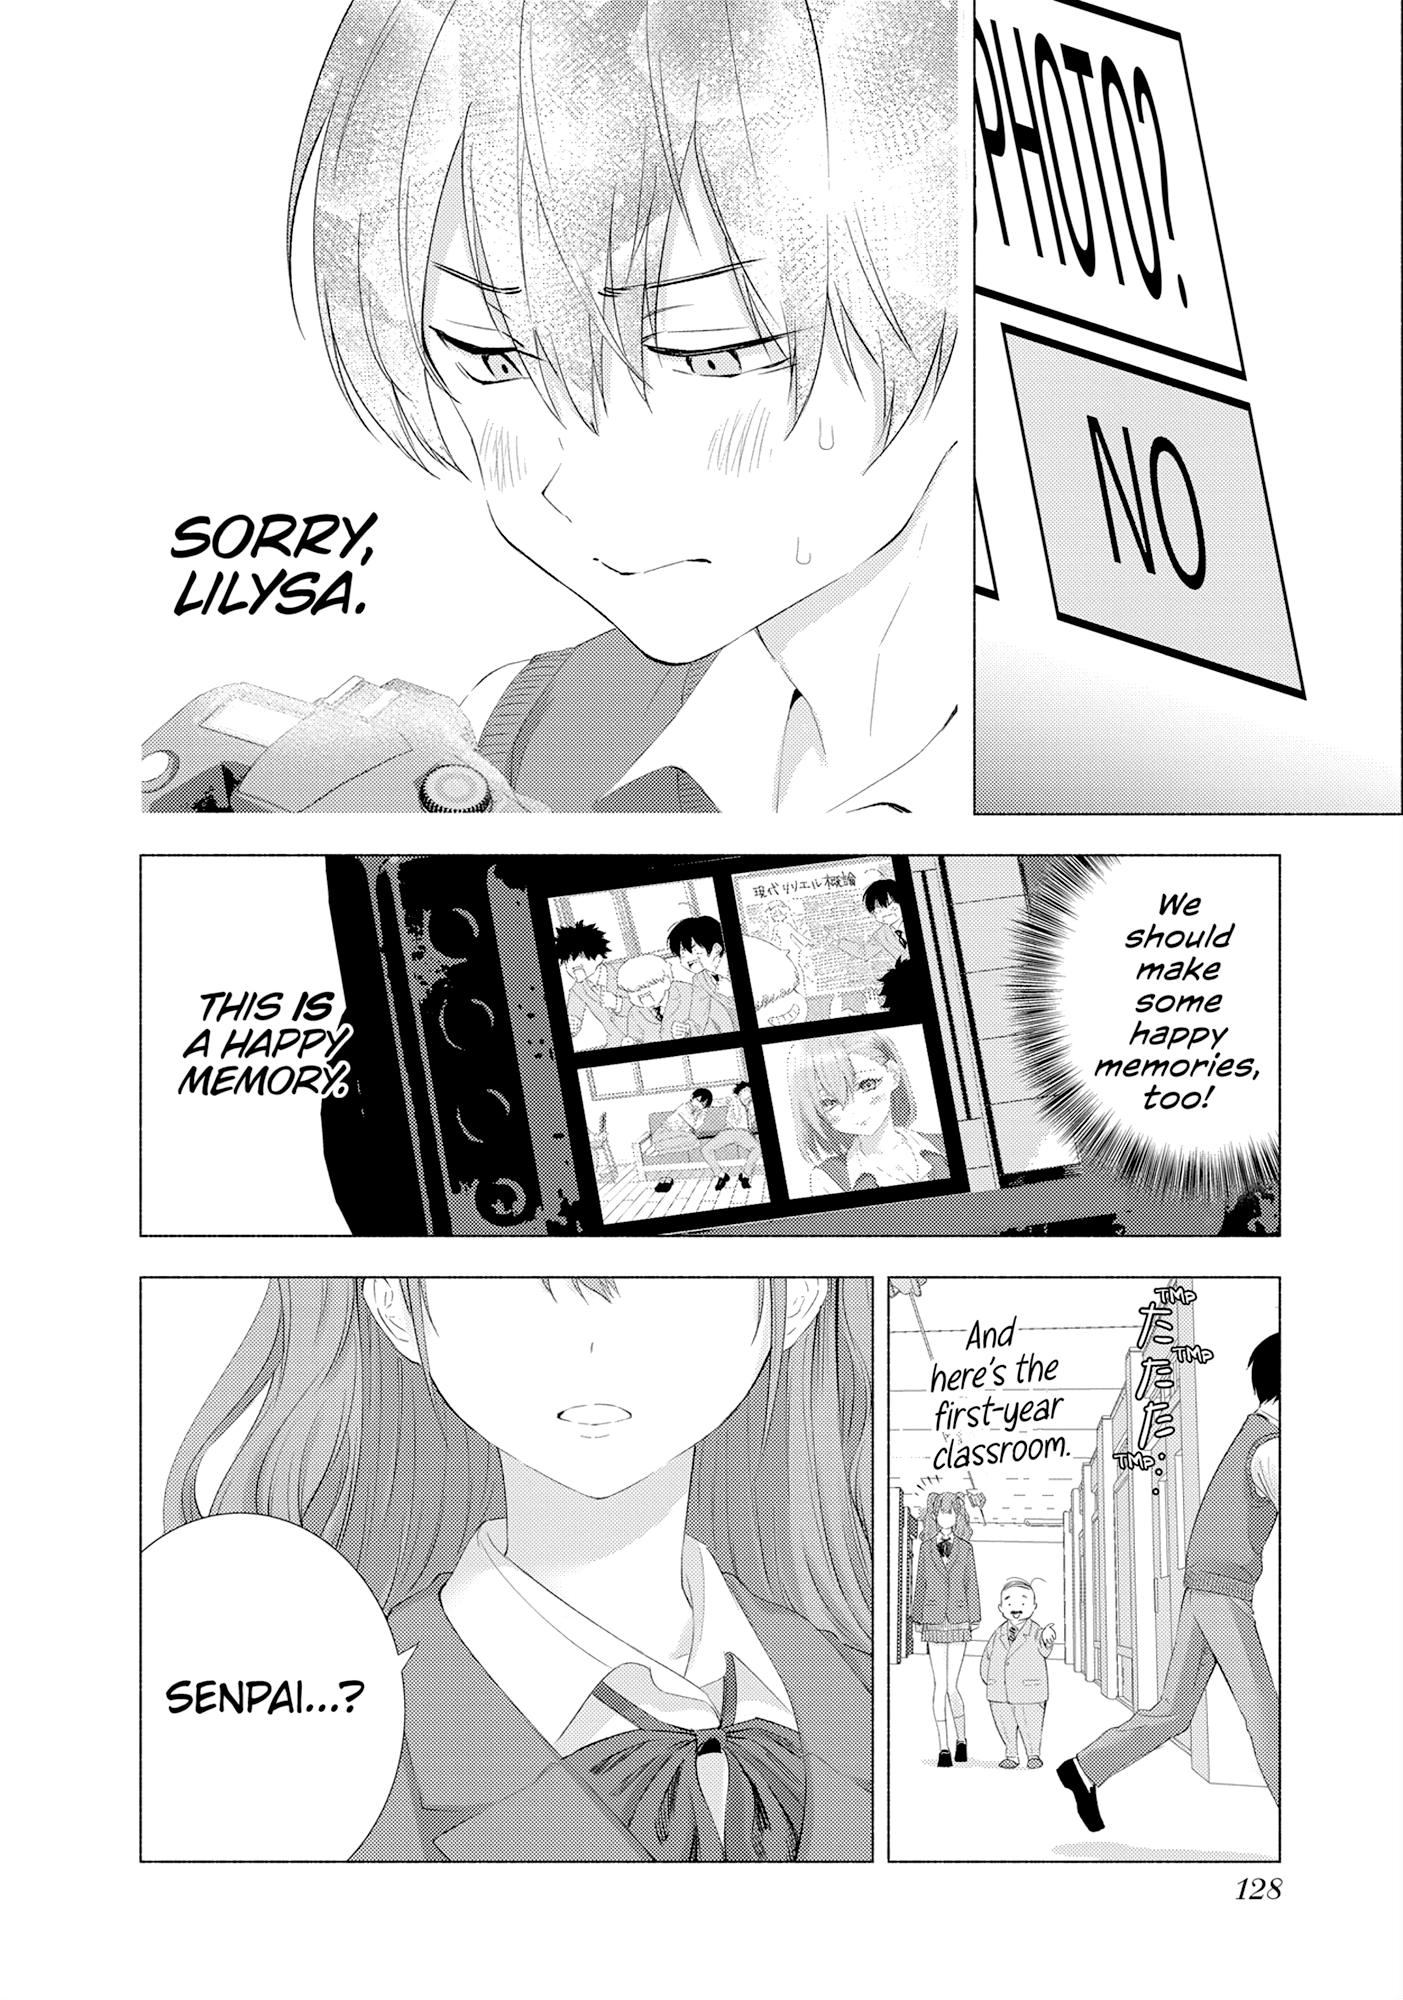 PHOTO?
NO
SORRY,
LILYSA.
We
should
make
some
happy
memories,
too!
現代リリエル概論
THIS IS
A HAPPY
MEMORY.
TMP
TMP
TMP
たたた
And
here's the
first-year
classroom.
SENPAI...?
128